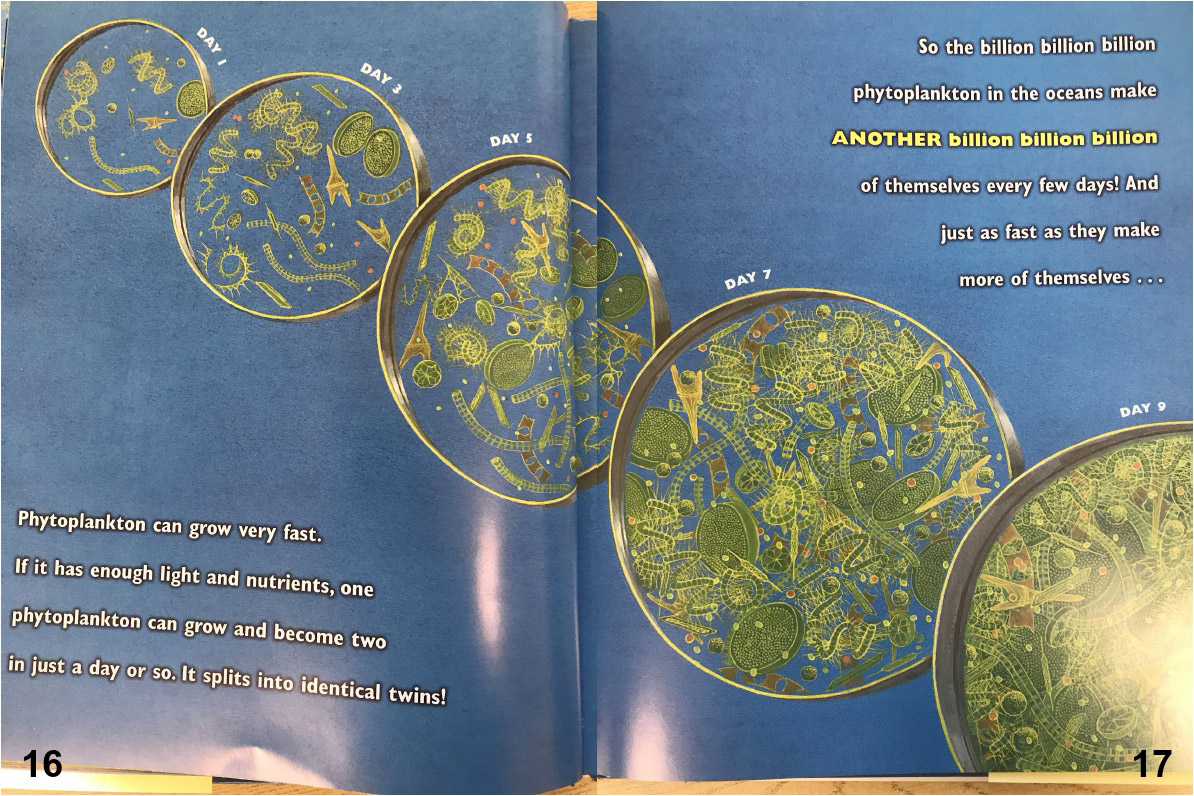 DAY 1
DAY 3
DAY 5
Phytoplankton can grow very fast.
If it has enough light and nutrients, one
phytoplankton can grow and become two
in just a day or so. It splits into identical twins!
16
So the billion billion billion
phytoplankton in the oceans make
ANOTHER billion billion billion
of themselves every few days! And
just as fast as they make
more of themselves . . .
DAY 7
DAY 9
17